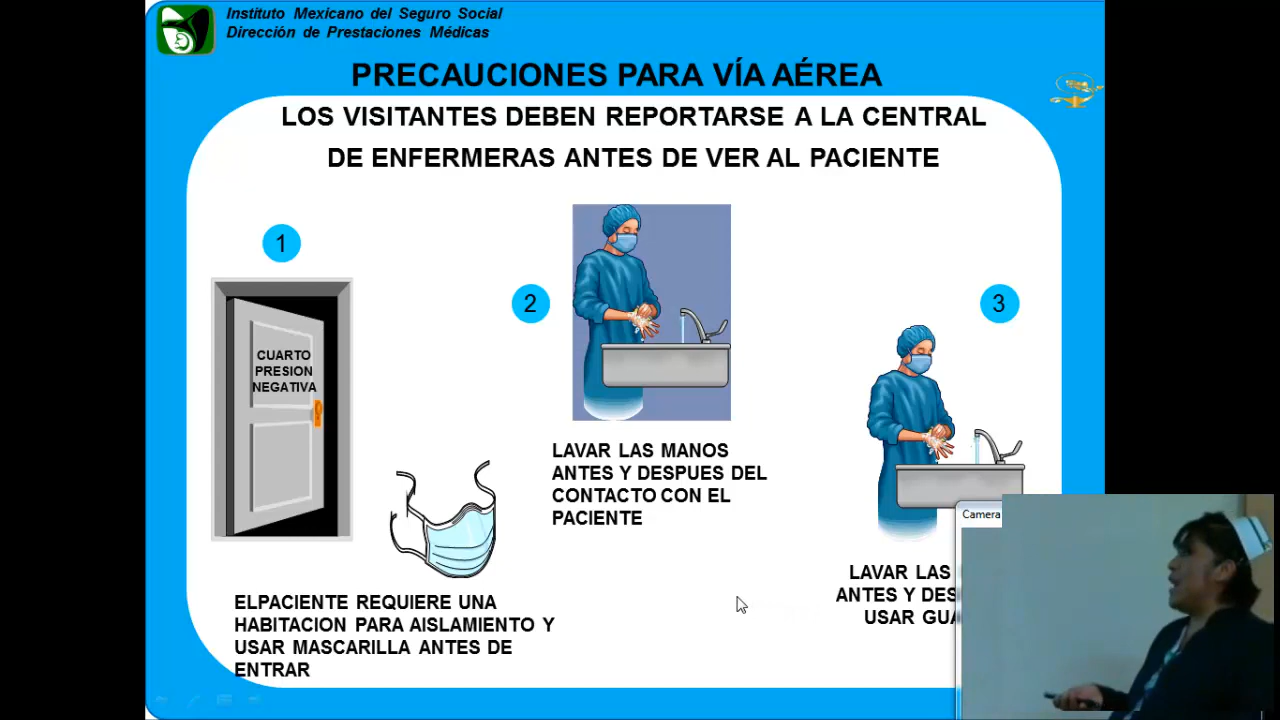 Instituto Mexicano del Seguro Social
Dirección de Prestaciones Médicas
PRECAUCIONES PARA VÍA AÉREA
LOS VISITANTES DEBEN REPORTARSE A LA CENTRAL
DE ENFERMERAS ANTES DE VER AL PACIENTE
1
CUARTO
PRESION
NEGATIVA
ELPACIENTE REQUIERE UNA
HABITACION PARA AISLAMIENTO Y
USAR MASCARILLA ANTES DE
ENTRAR
2
LAVAR LAS MANOS
ANTES Y DESPUES DEL
CONTACTO CON EL
PACIENTE
3
LAVAR LAS
ANTES Y DES
USAR GUA
Camera